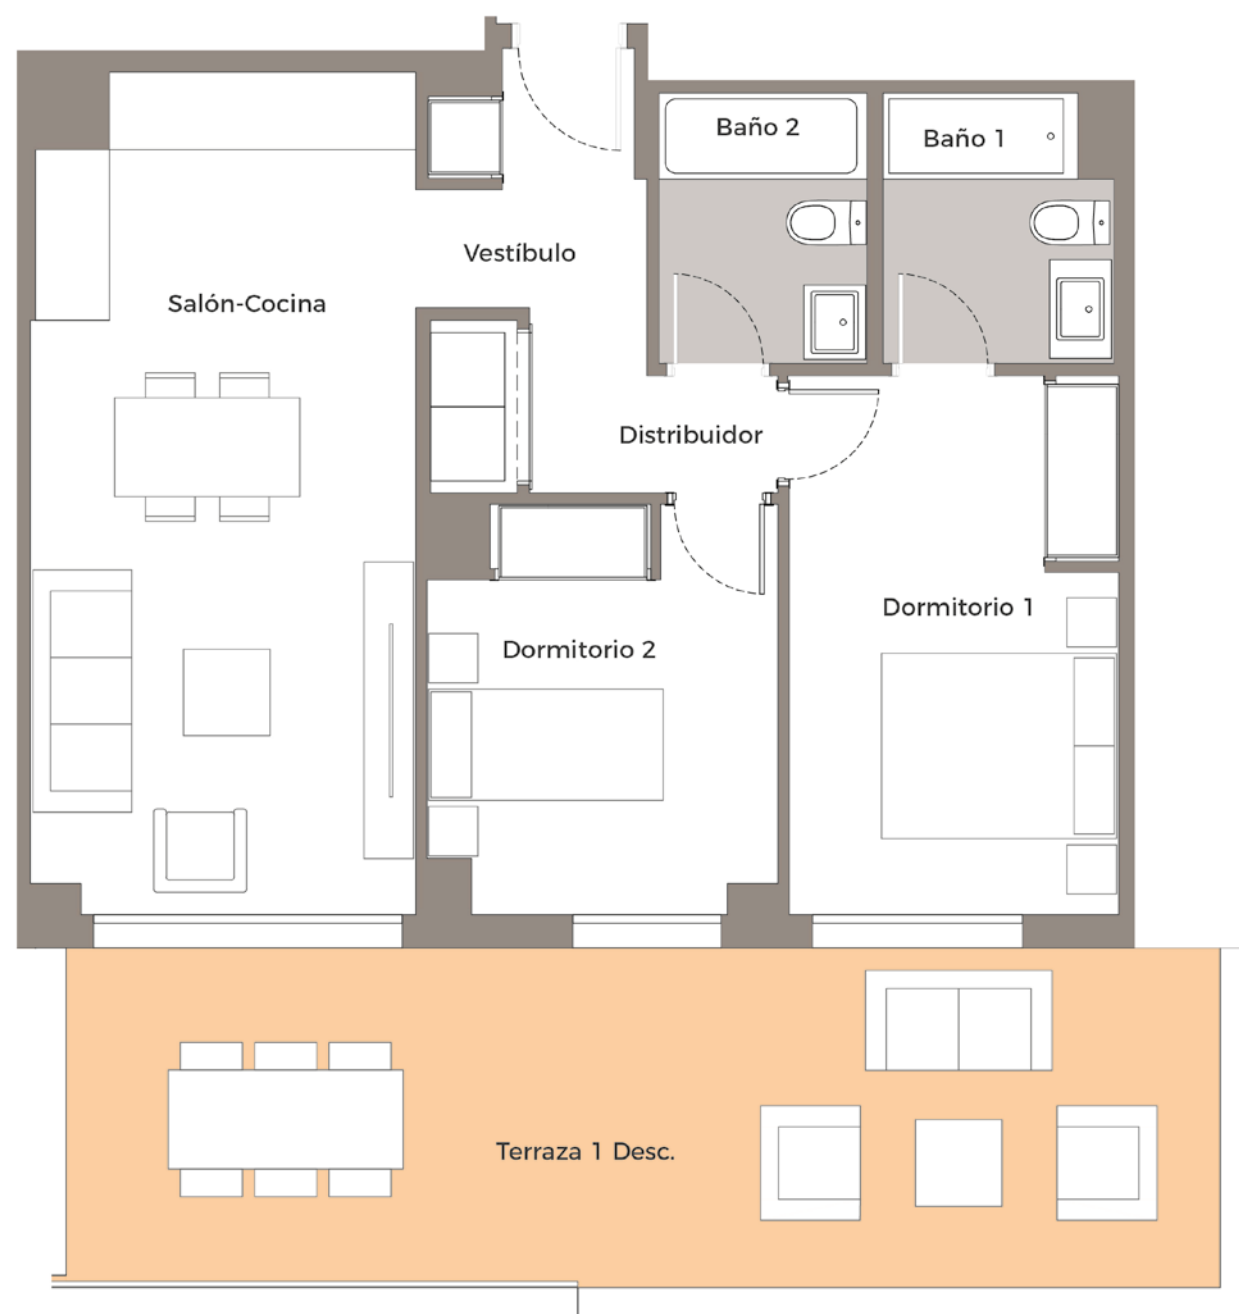 Baño 2
Baño 1
Vestíbulo
Salón-Cocina
Distribuidor
Dormitorio 1
Dormitorio 2
Terraza 1 Desc.